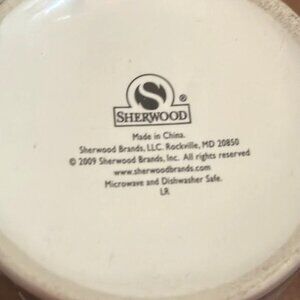 S
SHERWOOD ®
Made in China.
Sherwood Brands, LLC. Rockville, MD 20850
© 2009 Sherwood Brands, Inc. All rights reserved
www.sherwoodbrands.com
Microwave and Dishwasher Safe.
LR